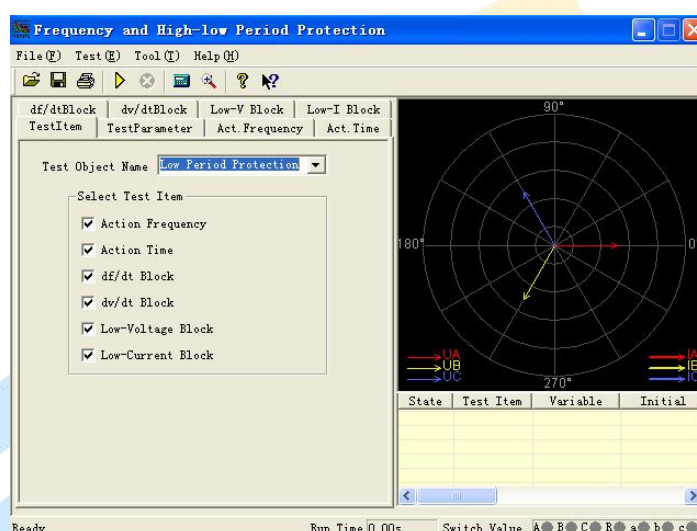 Frequency and High-low Period Protection
File(F) Test(E) Tool(T) Help(H)
df/dtBlock dv/dtBlock Low-V Block Low-I Block
TestItem TestParameter Act.Frequency Act.Time
Test Object Name Low Period Protection
Select Test Item
Action Frequency
Action Time
df/dt Block
dv/dt Block
Low-Voltage Block
Low-Current Block
90°
180° 0
270°
UA IA
UB IB
UC IC
State Test Item Variable Initial
Ready Run Time 0.00s Switch Value A B C R a b c